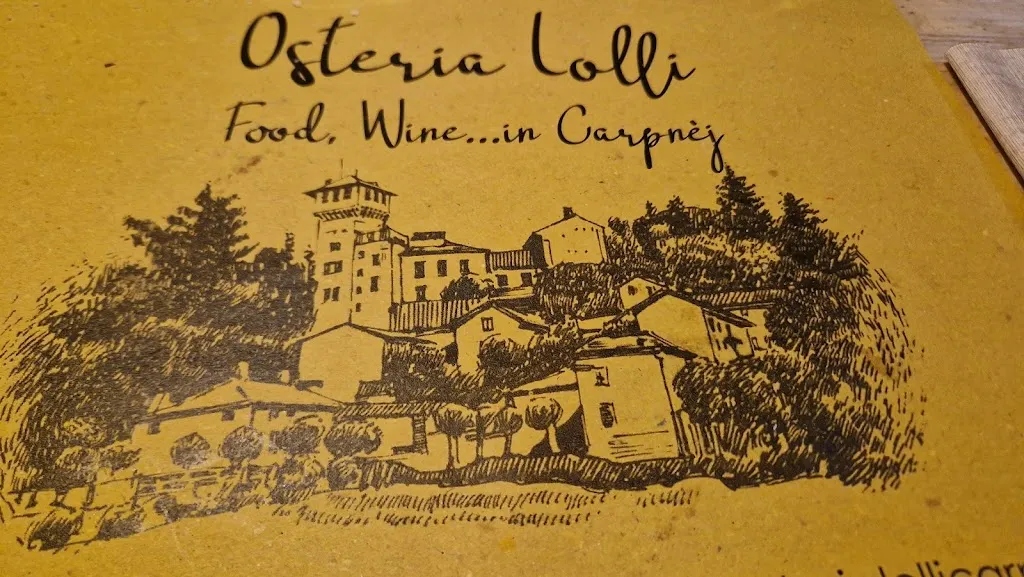 Osteria Lolli
Food, Wine...in Carpnèj